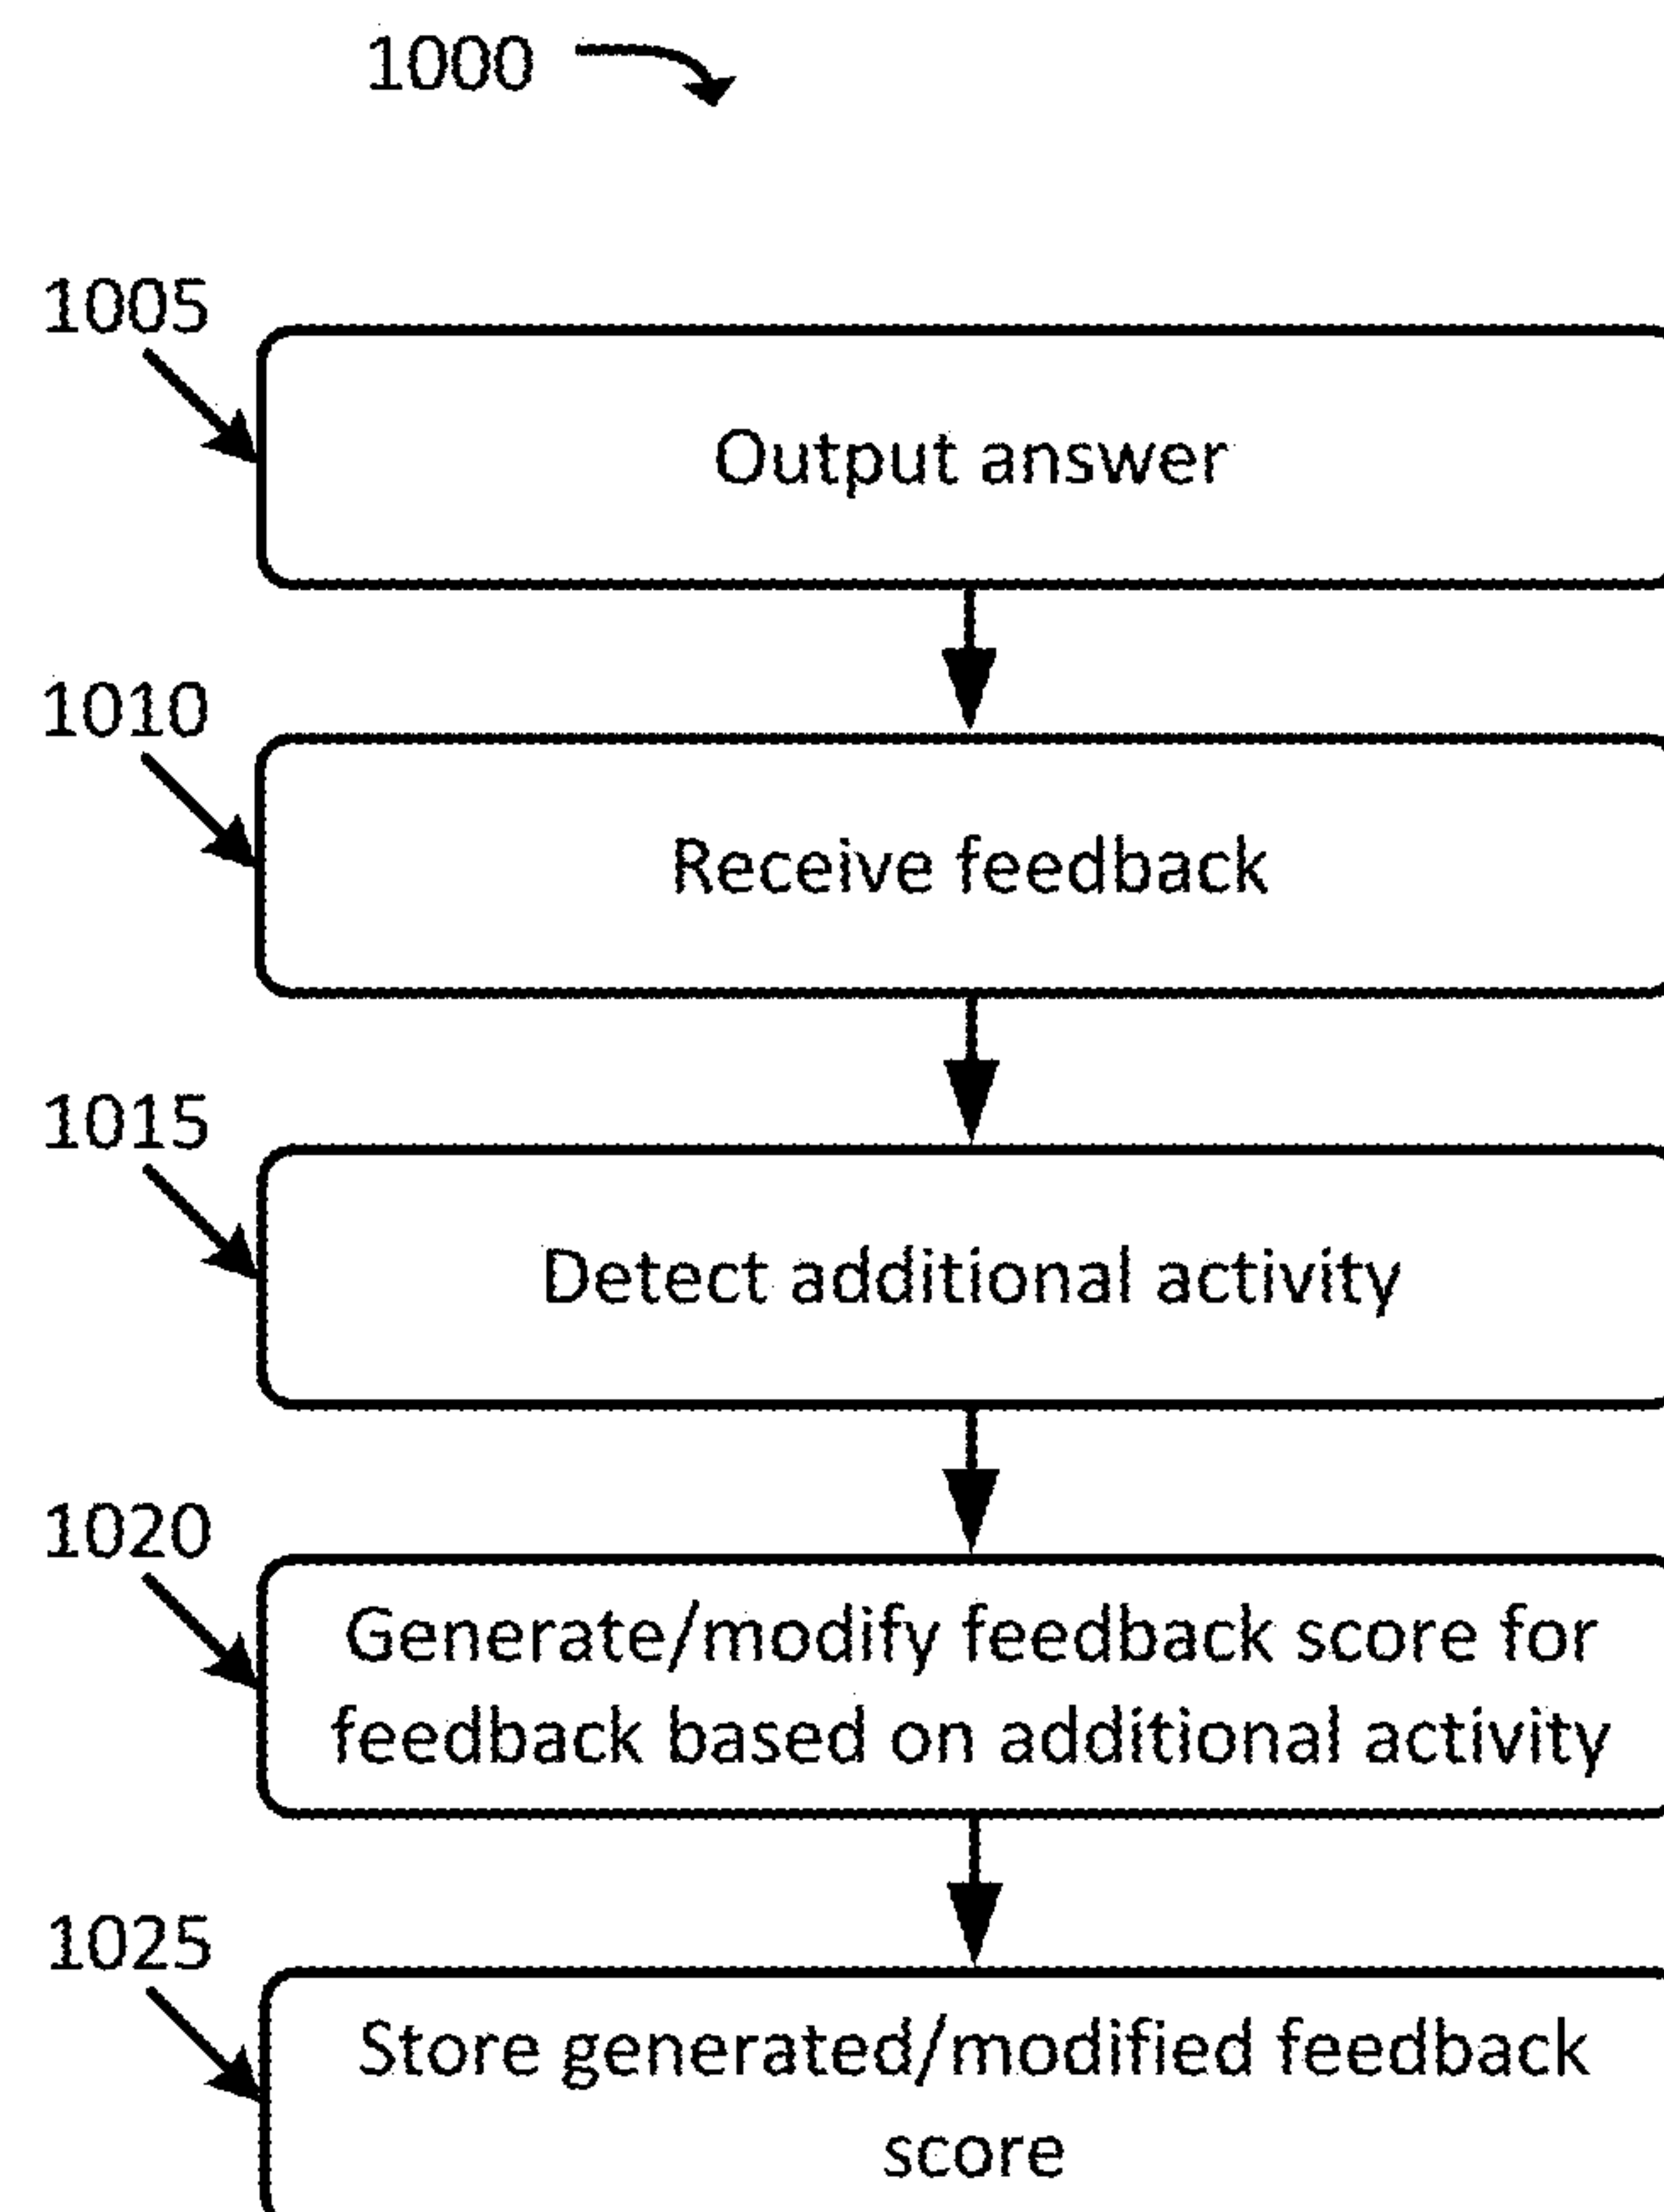 1000
1005
Output answer
1010
Receive feedback
1015
Detect additional activity
1020
Generate/modify feedback score for
feedback based on additional activity
1025
Store generated/modified feedback
score